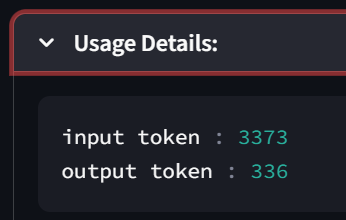 Usage Details:
input token : 3373
output token : 336